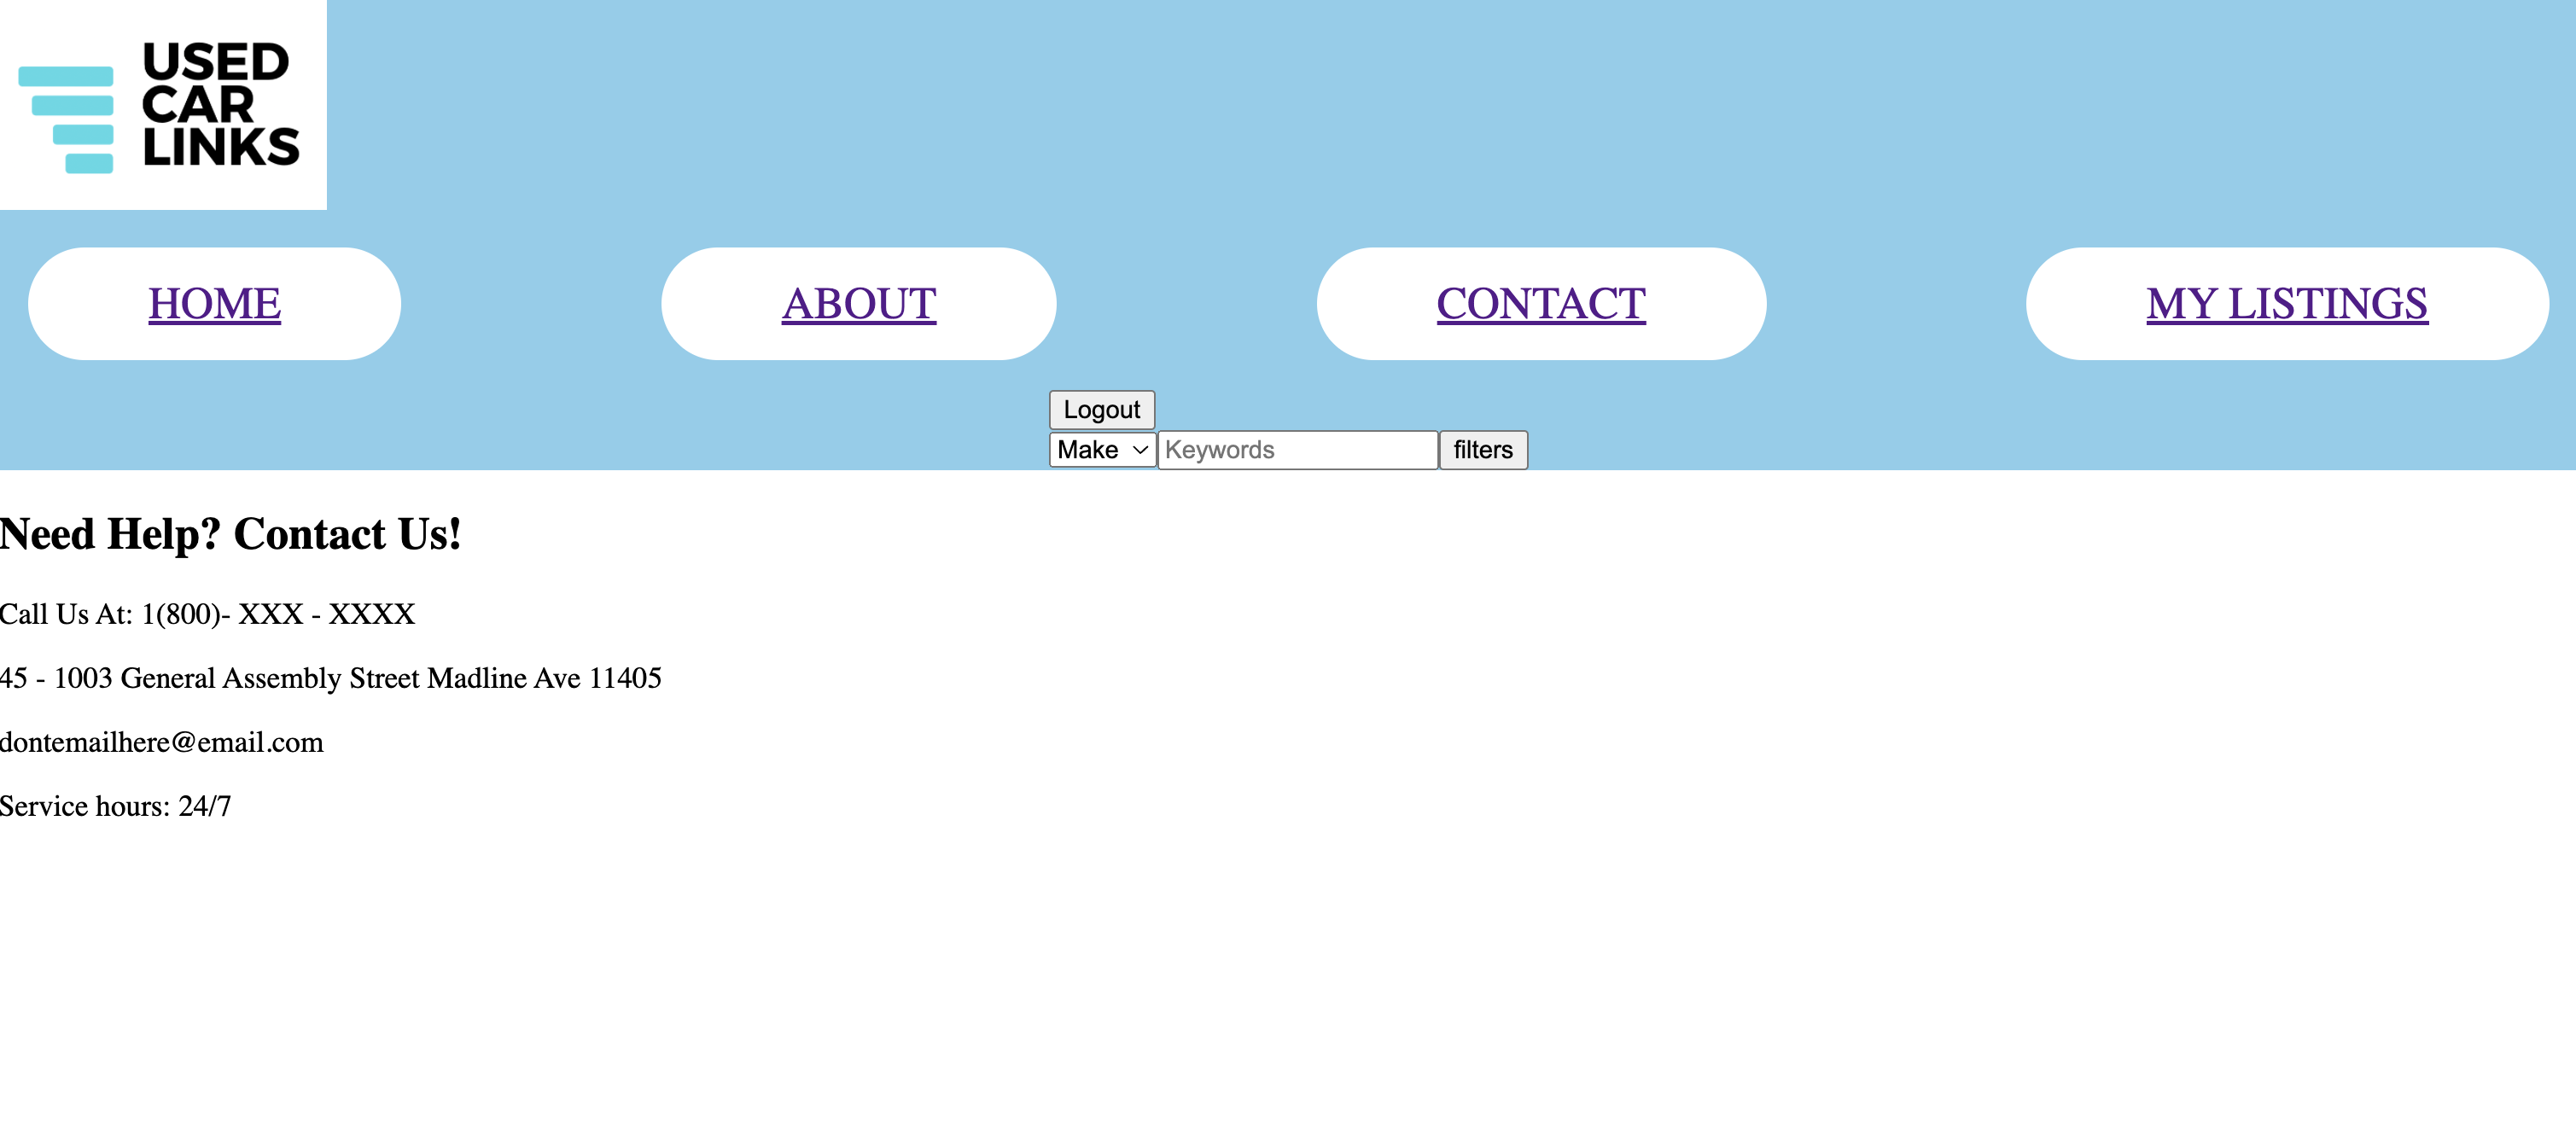 USED
CAR
LINKS
HOME ABOUT CONTACT MY LISTINGS
Logout
Make Keywords filters
Need Help? Contact Us!
Call Us At: 1(800)- XXX - XXXX
45 - 1003 General Assembly Street Madline Ave 11405
dontemailhere@email.com
Service hours: 24/7